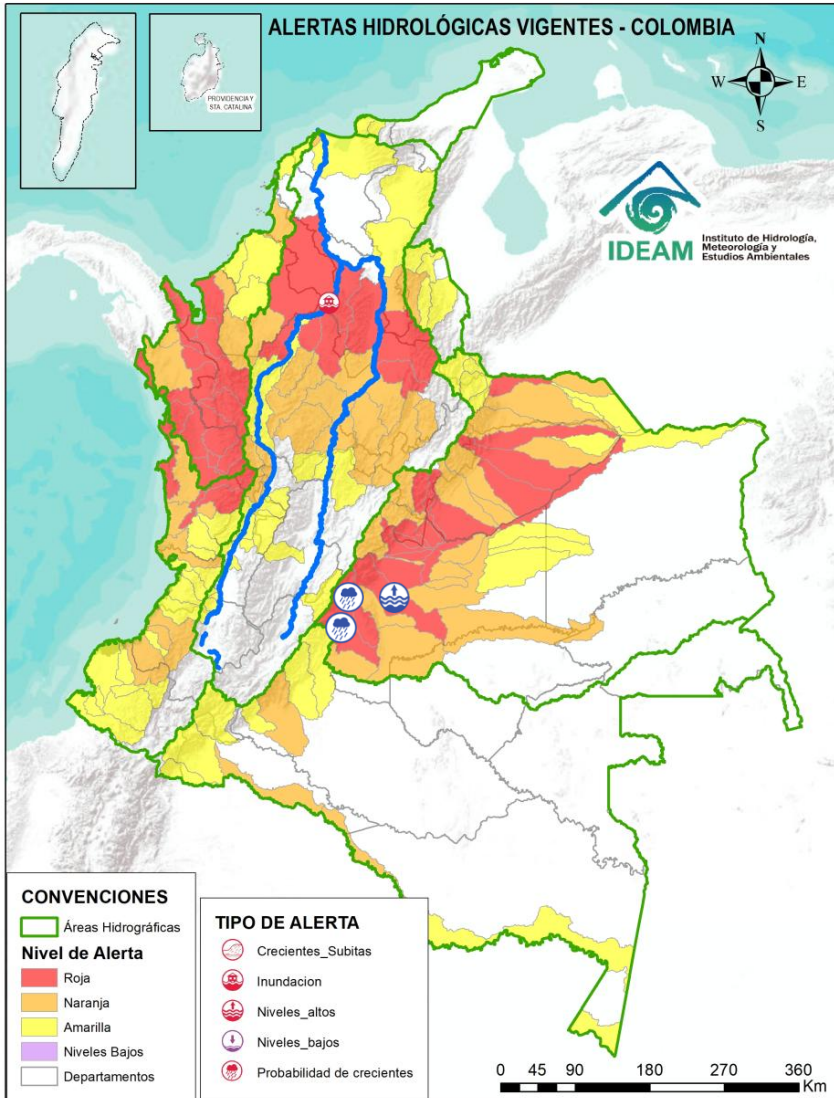 ALERTAS HIDROLÓGICAS VIGENTES - COLOMBIA
PROVIDENCIA Y
STA. CATALINA
N
W
E
S
IDEAM
Instituto de Hidrología,
Meteorología y
Estudios Ambientales
CONVENCIONES
Áreas Hidrográficas
Nivel de Alerta
Roja
Naranja
Amarilla
Niveles Bajos
Departamentos
TIPO DE ALERTA
Crecientes_Subitas
Inundacion
Niveles_altos
Niveles_bajos
Probabilidad de crecientes
0 45 90 180 270 360
Km